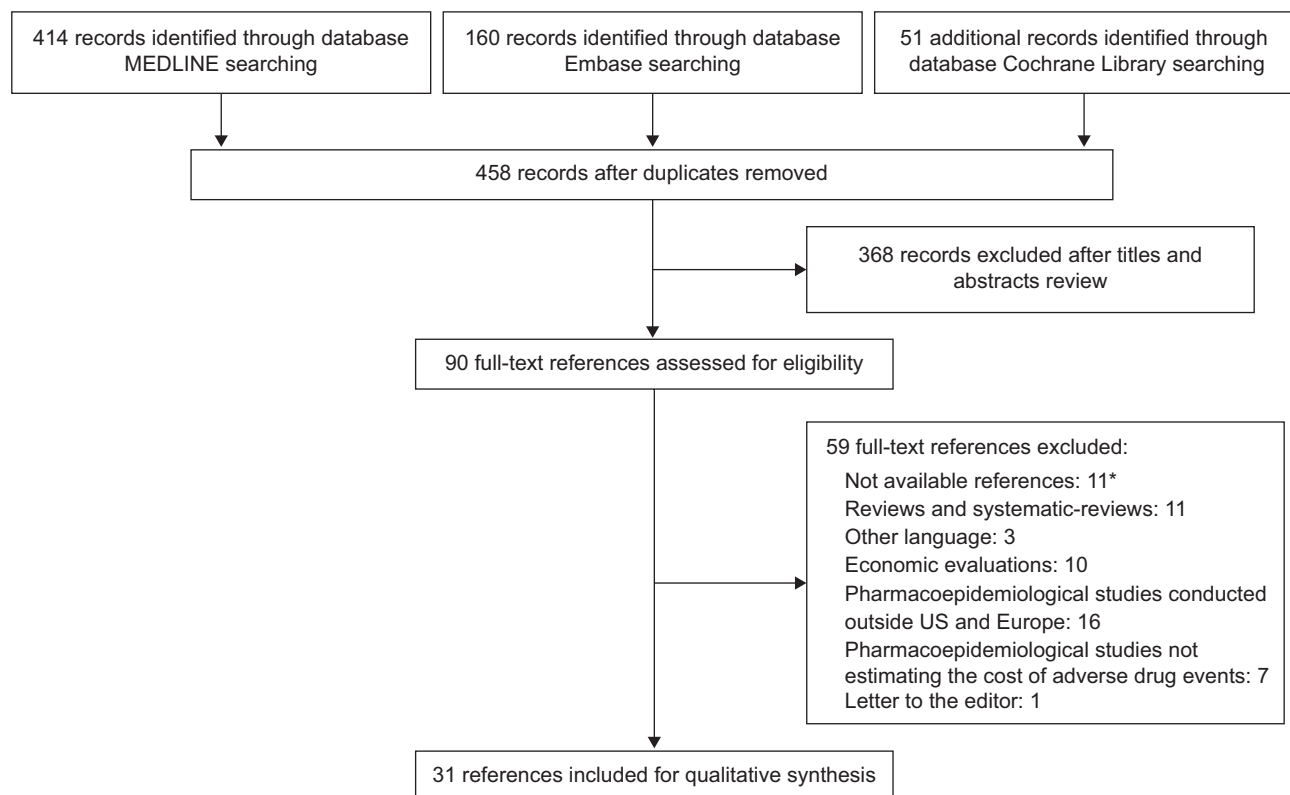 414 records identified through database
MEDLINE searching
160 records identified through database
Embase searching
51 additional records identified through
database Cochrane Library searching
458 records after duplicates removed
368 records excluded after titles and
abstracts review
90 full-text references assessed for eligibility
59 full-text references excluded:
Not available references: 11*
Reviews and systematic-reviews: 11
Other language: 3
Economic evaluations: 10
Pharmacoepidemiological studies conducted
outside US and Europe: 16
Pharmacoepidemiological studies not
estimating the cost of adverse drug events: 7
Letter to the editor: 1
31 references included for qualitative synthesis